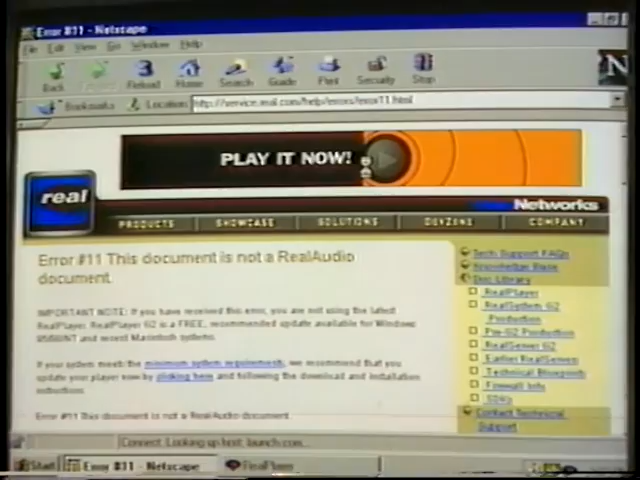 Error #11 - Netscape
File Edit View Go Window Help
Back Forward Reload Home Search Guide Print Security Stop
N
Bookmarks Location: http://service.real.com/help/errors/error11.html
PLAY IT NOW!
real
Networks
PRODUCTS SHOWCASE SOLUTIONS DEVZONE COMPANY
Error #11 This document is not a RealAudio
document.
IMPORTANT NOTE: If you have received this error, you are not using the latest
RealPlayer. RealPlayer G2 is a FREE, recommended update available for Windows
95/98/NT and recent Macintosh systems.
If your system meets the minimum system requirements, we recommend that you
update your player now by clicking here and following the download and installation
instructions.
Error #11 This document is not a RealAudio document.
Tech Support FAQs
Knowledge Base
Doc Library
RealPlayer
RealSystem G2
Production
Pre-G2 Production
RealServer G2
Earlier RealServers
Technical Blueprints
Firewall Info
SDKs
Contact Technical
Support
Connect: Looking up host: launch.com...
Start Error #11 - Netscape RealPlayer